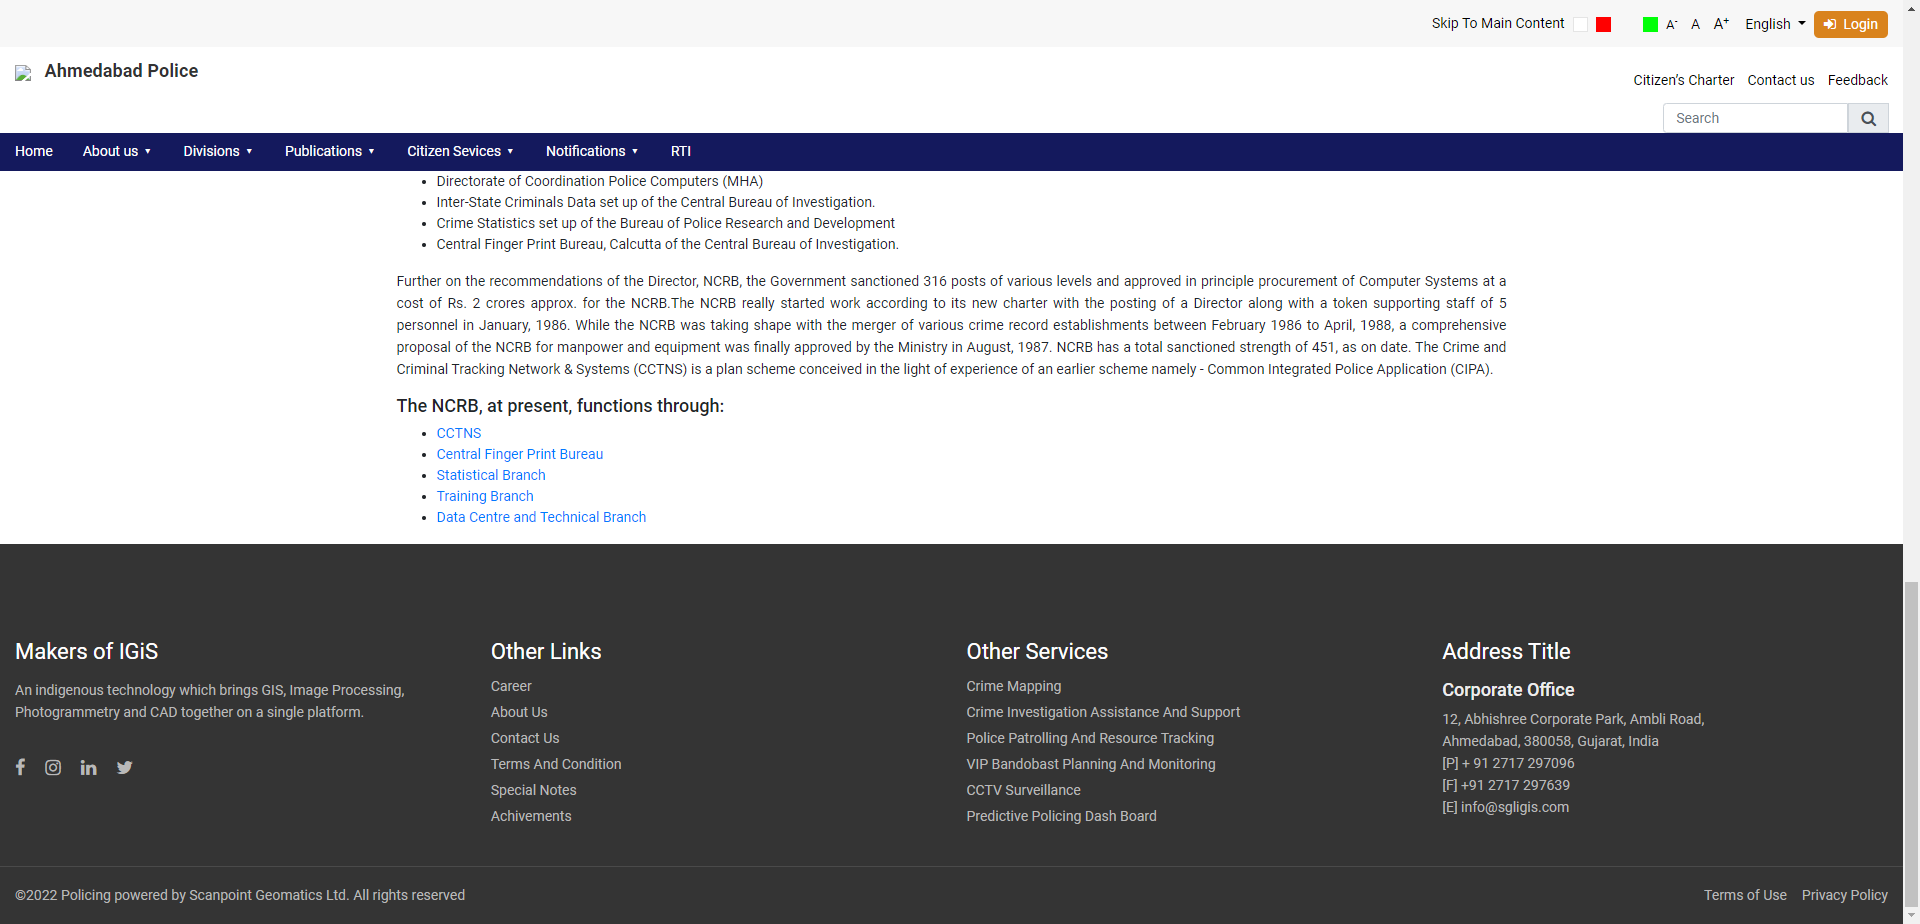 Skip To Main Content A- A A+ English Login
Ahmedabad Police
Citizen's Charter Contact us Feedback
Search
Home About us Divisions Publications Citizen Sevices Notifications RTI
Directorate of Coordination Police Computers (MHA)
Inter-State Criminals Data set up of the Central Bureau of Investigation.
Crime Statistics set up of the Bureau of Police Research and Development
Central Finger Print Bureau, Calcutta of the Central Bureau of Investigation.
Further on the recommendations of the Director, NCRB, the Government sanctioned 316 posts of various levels and approved in principle procurement of Computer Systems at a
cost of Rs. 2 crores approx. for the NCRB.The NCRB really started work according to its new charter with the posting of a Director along with a token supporting staff of 5
personnel in January, 1986. While the NCRB was taking shape with the merger of various crime record establishments between February 1986 to April, 1988, a comprehensive
proposal of the NCRB for manpower and equipment was finally approved by the Ministry in August, 1987. NCRB has a total sanctioned strength of 451, as on date. The Crime and
Criminal Tracking Network & Systems (CCTNS) is a plan scheme conceived in the light of experience of an earlier scheme namely - Common Integrated Police Application (CIPA).
The NCRB, at present, functions through:
CCTNS
Central Finger Print Bureau
Statistical Branch
Training Branch
Data Centre and Technical Branch
Makers of IGiS
An indigenous technology which brings GIS, Image Processing,
Photogrammetry and CAD together on a single platform.
Other Links
Career
About Us
Contact Us
Terms And Condition
Special Notes
Achivements
Other Services
Crime Mapping
Crime Investigation Assistance And Support
Police Patrolling And Resource Tracking
VIP Bandobast Planning And Monitoring
CCTV Surveillance
Predictive Policing Dash Board
Address Title
Corporate Office
12, Abhishree Corporate Park, Ambli Road,
Ahmedabad, 380058, Gujarat, India
[P] + 91 2717 297096
[F] +91 2717 297639
[E] info@sgligis.com
©2022 Policing powered by Scanpoint Geomatics Ltd. All rights reserved
Terms of Use Privacy Policy